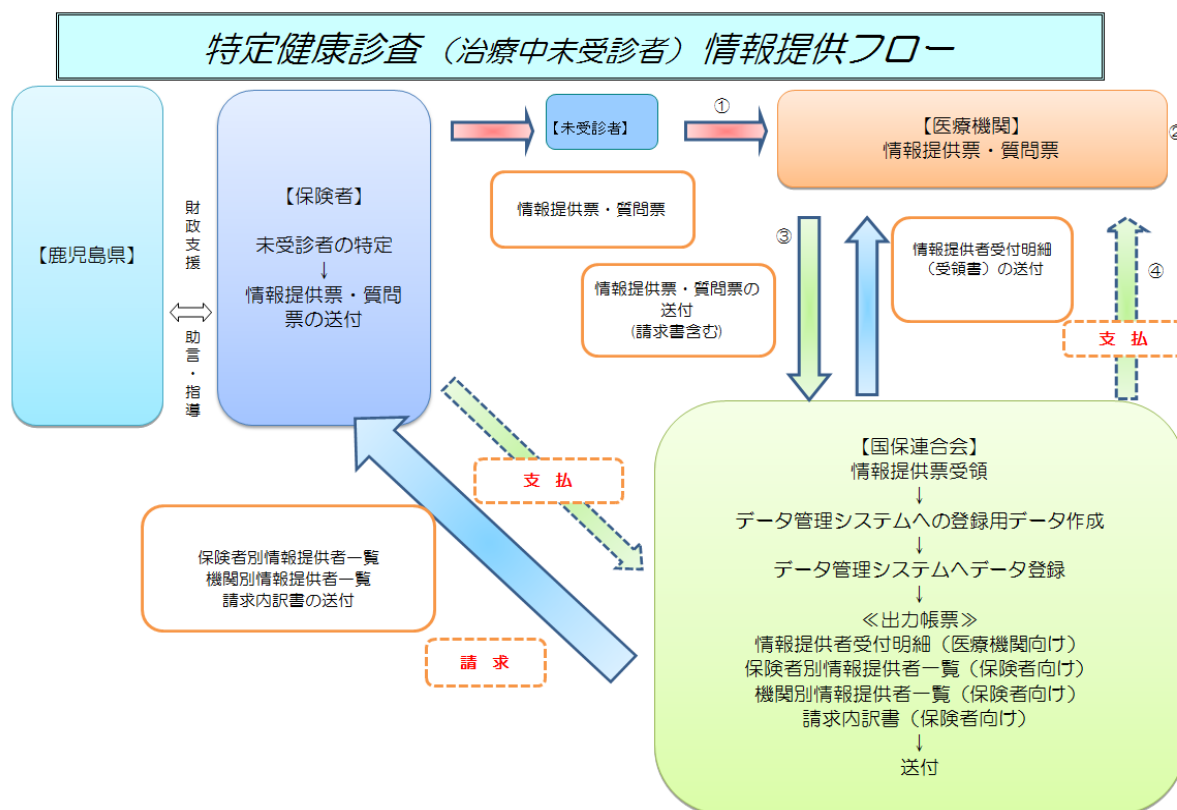 特定健康診査（治療中未受診者）情報提供フロー
【鹿児島県】
財政支援
助言・指導
【保険者】
未受診者の特定
↓
情報提供票・質問
票の送付
【未受診者】
①
【医療機関】
情報提供票・質問票
②
情報提供票・質問票
③
情報提供票・質問票の
送付
(請求書含む)
情報提供者受付明細
（受領書）の送付
④
支 払
支 払
保険者別情報提供者一覧
機関別情報提供者一覧
請求内訳書の送付
請 求
【国保連合会】
情報提供票受領
↓
データ管理システムへの登録用データ作成
↓
データ管理システムへデータ登録
↓
≪出力帳票≫
情報提供者受付明細（医療機関向け）
保険者別情報提供者一覧（保険者向け）
機関別情報提供者一覧（保険者向け）
請求内訳書（保険者向け）
↓
送付